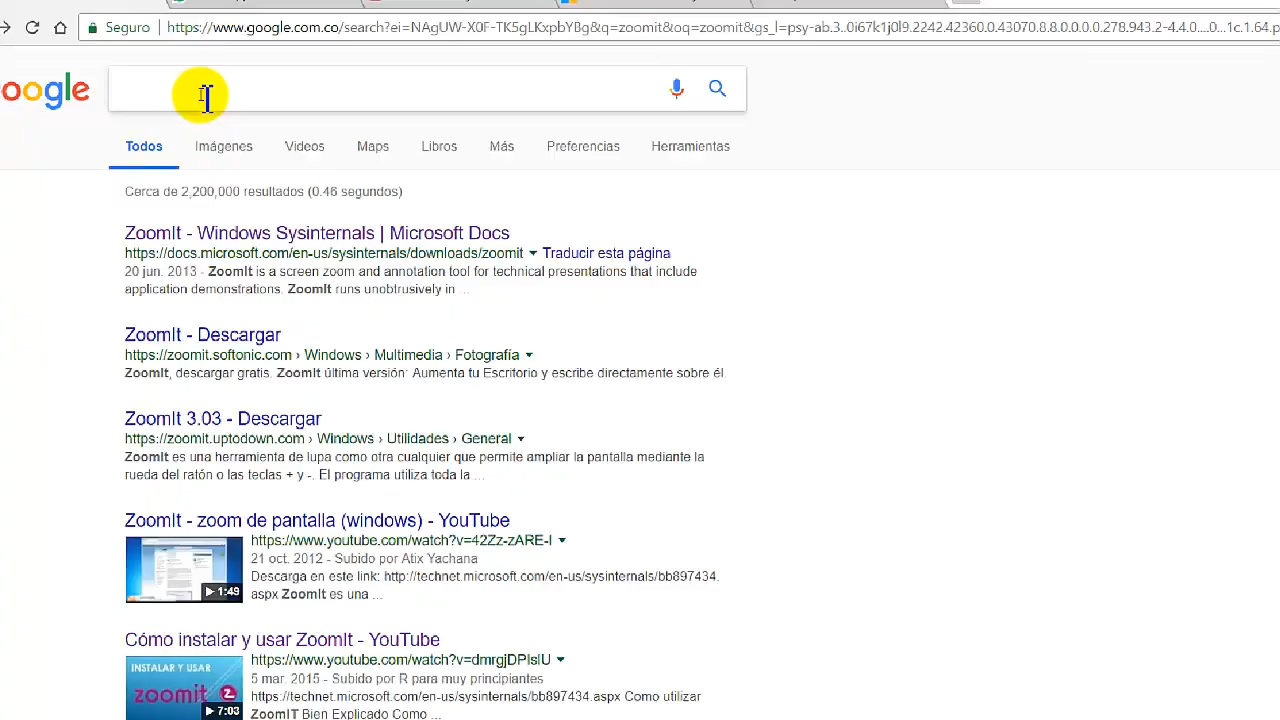 Seguro | https://www.google.com.co/search?ei=NAgUW-X0F-TK5gLKxpbYBg&q=zoomit&oq=zoomit&gs_l=psy-ab.3..0i67k1j0l9.2242.42360.0.43070.8.8.0.0.0.0.278.943.2-4.4.0....0...1c.1.64.p
oogle
Todos Imágenes Videos Maps Libros Más Preferencias Herramientas
Cerca de 2,200,000 resultados (0.46 segundos)
ZoomIt - Windows Sysinternals | Microsoft Docs
https://docs.microsoft.com/en-us/sysinternals/downloads/zoomit ▼ Traducir esta página
20 jun. 2013 - ZoomIt is a screen zoom and annotation tool for technical presentations that include
application demonstrations. ZoomIt runs unobtrusively in ...
ZoomIt - Descargar
https://zoomit.softonic.com › Windows › Multimedia › Fotografía ▼
ZoomIt, descargar gratis. ZoomIt última versión: Aumenta tu Escritorio y escribe directamente sobre él.
ZoomIt 3.03 - Descargar
https://zoomit.uptodown.com › Windows › Utilidades › General ▼
ZoomIt es una herramienta de lupa como otra cualquier que permite ampliar la pantalla mediante la
rueda del ratón o las teclas + y -. El programa utiliza toda la ...
ZoomIt - zoom de pantalla (windows) - YouTube
https://www.youtube.com/watch?v=42Zz-zARE-I ▼
21 oct. 2012 - Subido por Atix Yachana
Descarga en este link: http://technet.microsoft.com/en-us/sysinternals/bb897434.
aspx ZoomIt es una ...
▶ 1:49
Cómo instalar y usar ZoomIt - YouTube
https://www.youtube.com/watch?v=dmrgjDPIsIU ▼
5 mar. 2015 - Subido por R para muy principiantes
https://technet.microsoft.com/en-us/sysinternals/bb897434.aspx Como utilizar
ZoomIT Bien Explicado Como ...
INSTALAR Y USAR
zoomit
▶ 7:03